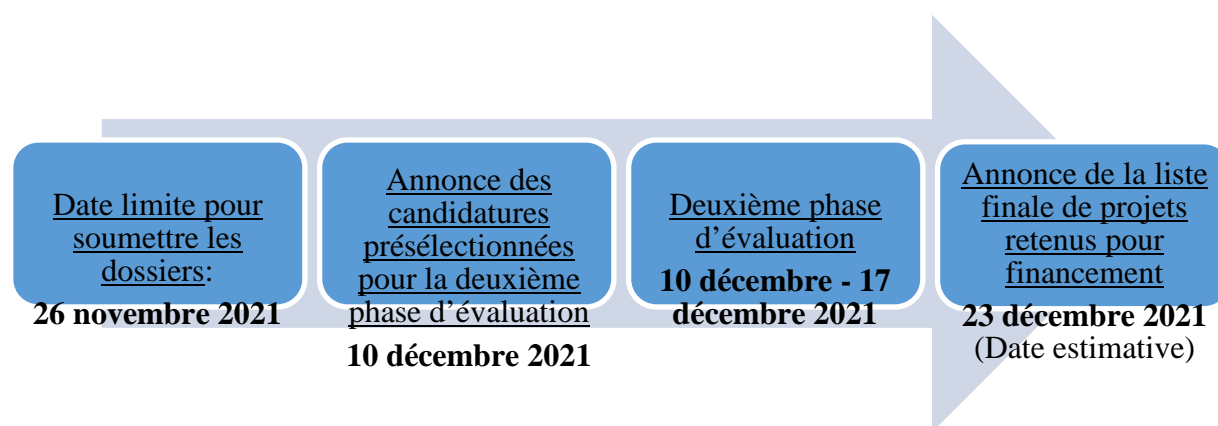 Date limite pour
soumettre les
dossiers:
26 novembre 2021
Annonce des
candidatures
présélectionnées
pour la deuxième
phase d’évaluation
10 décembre 2021
Deuxième phase
d’évaluation
10 décembre - 17
décembre 2021
Annonce de la liste
finale de projets
retenus pour
financement
23 décembre 2021
(Date estimative)